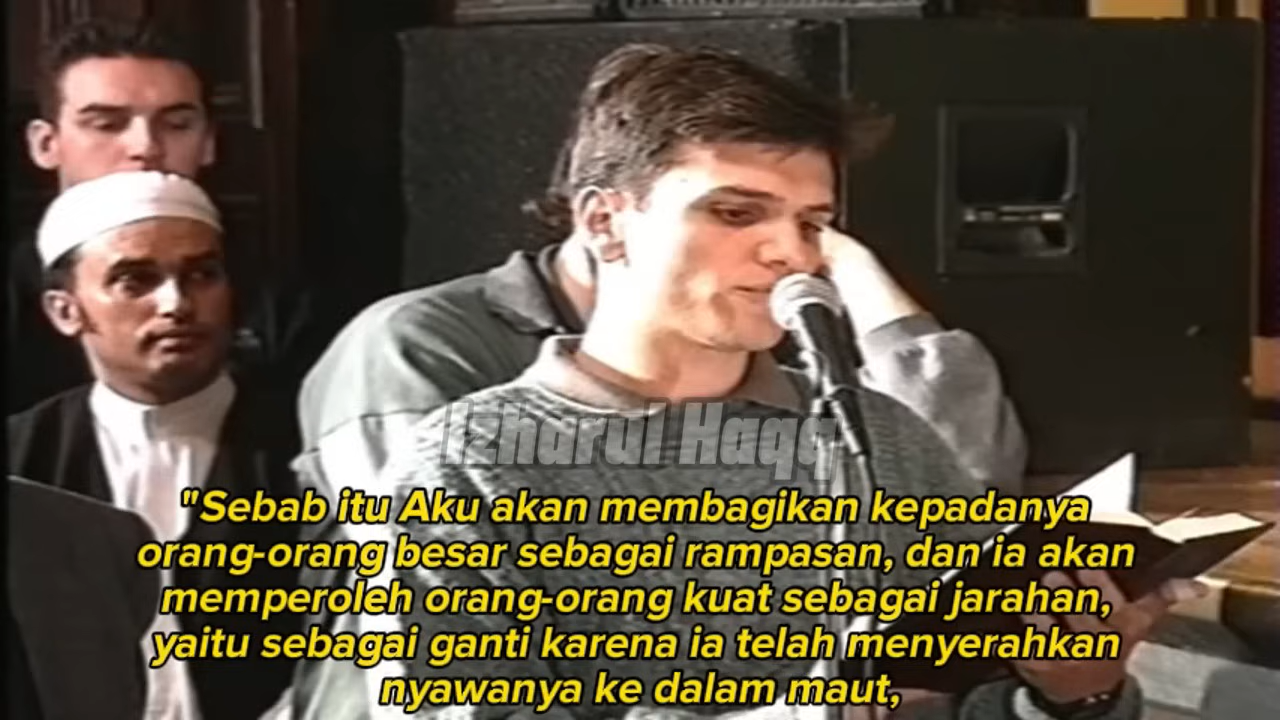 Izharul Haqq
"Sebab itu Aku akan membagikan kepadanya
orang-orang besar sebagai rampasan, dan ia akan
memperoleh orang-orang kuat sebagai jarahan,
yaitu sebagai ganti karena ia telah menyerahkan
nyawanya ke dalam maut,